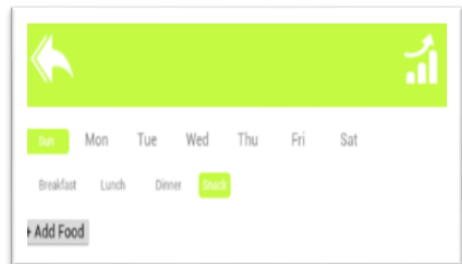 Sun Mon Tue Wed Thu Fri Sat
Breakfast Lunch Dinner Snack
+ Add Food